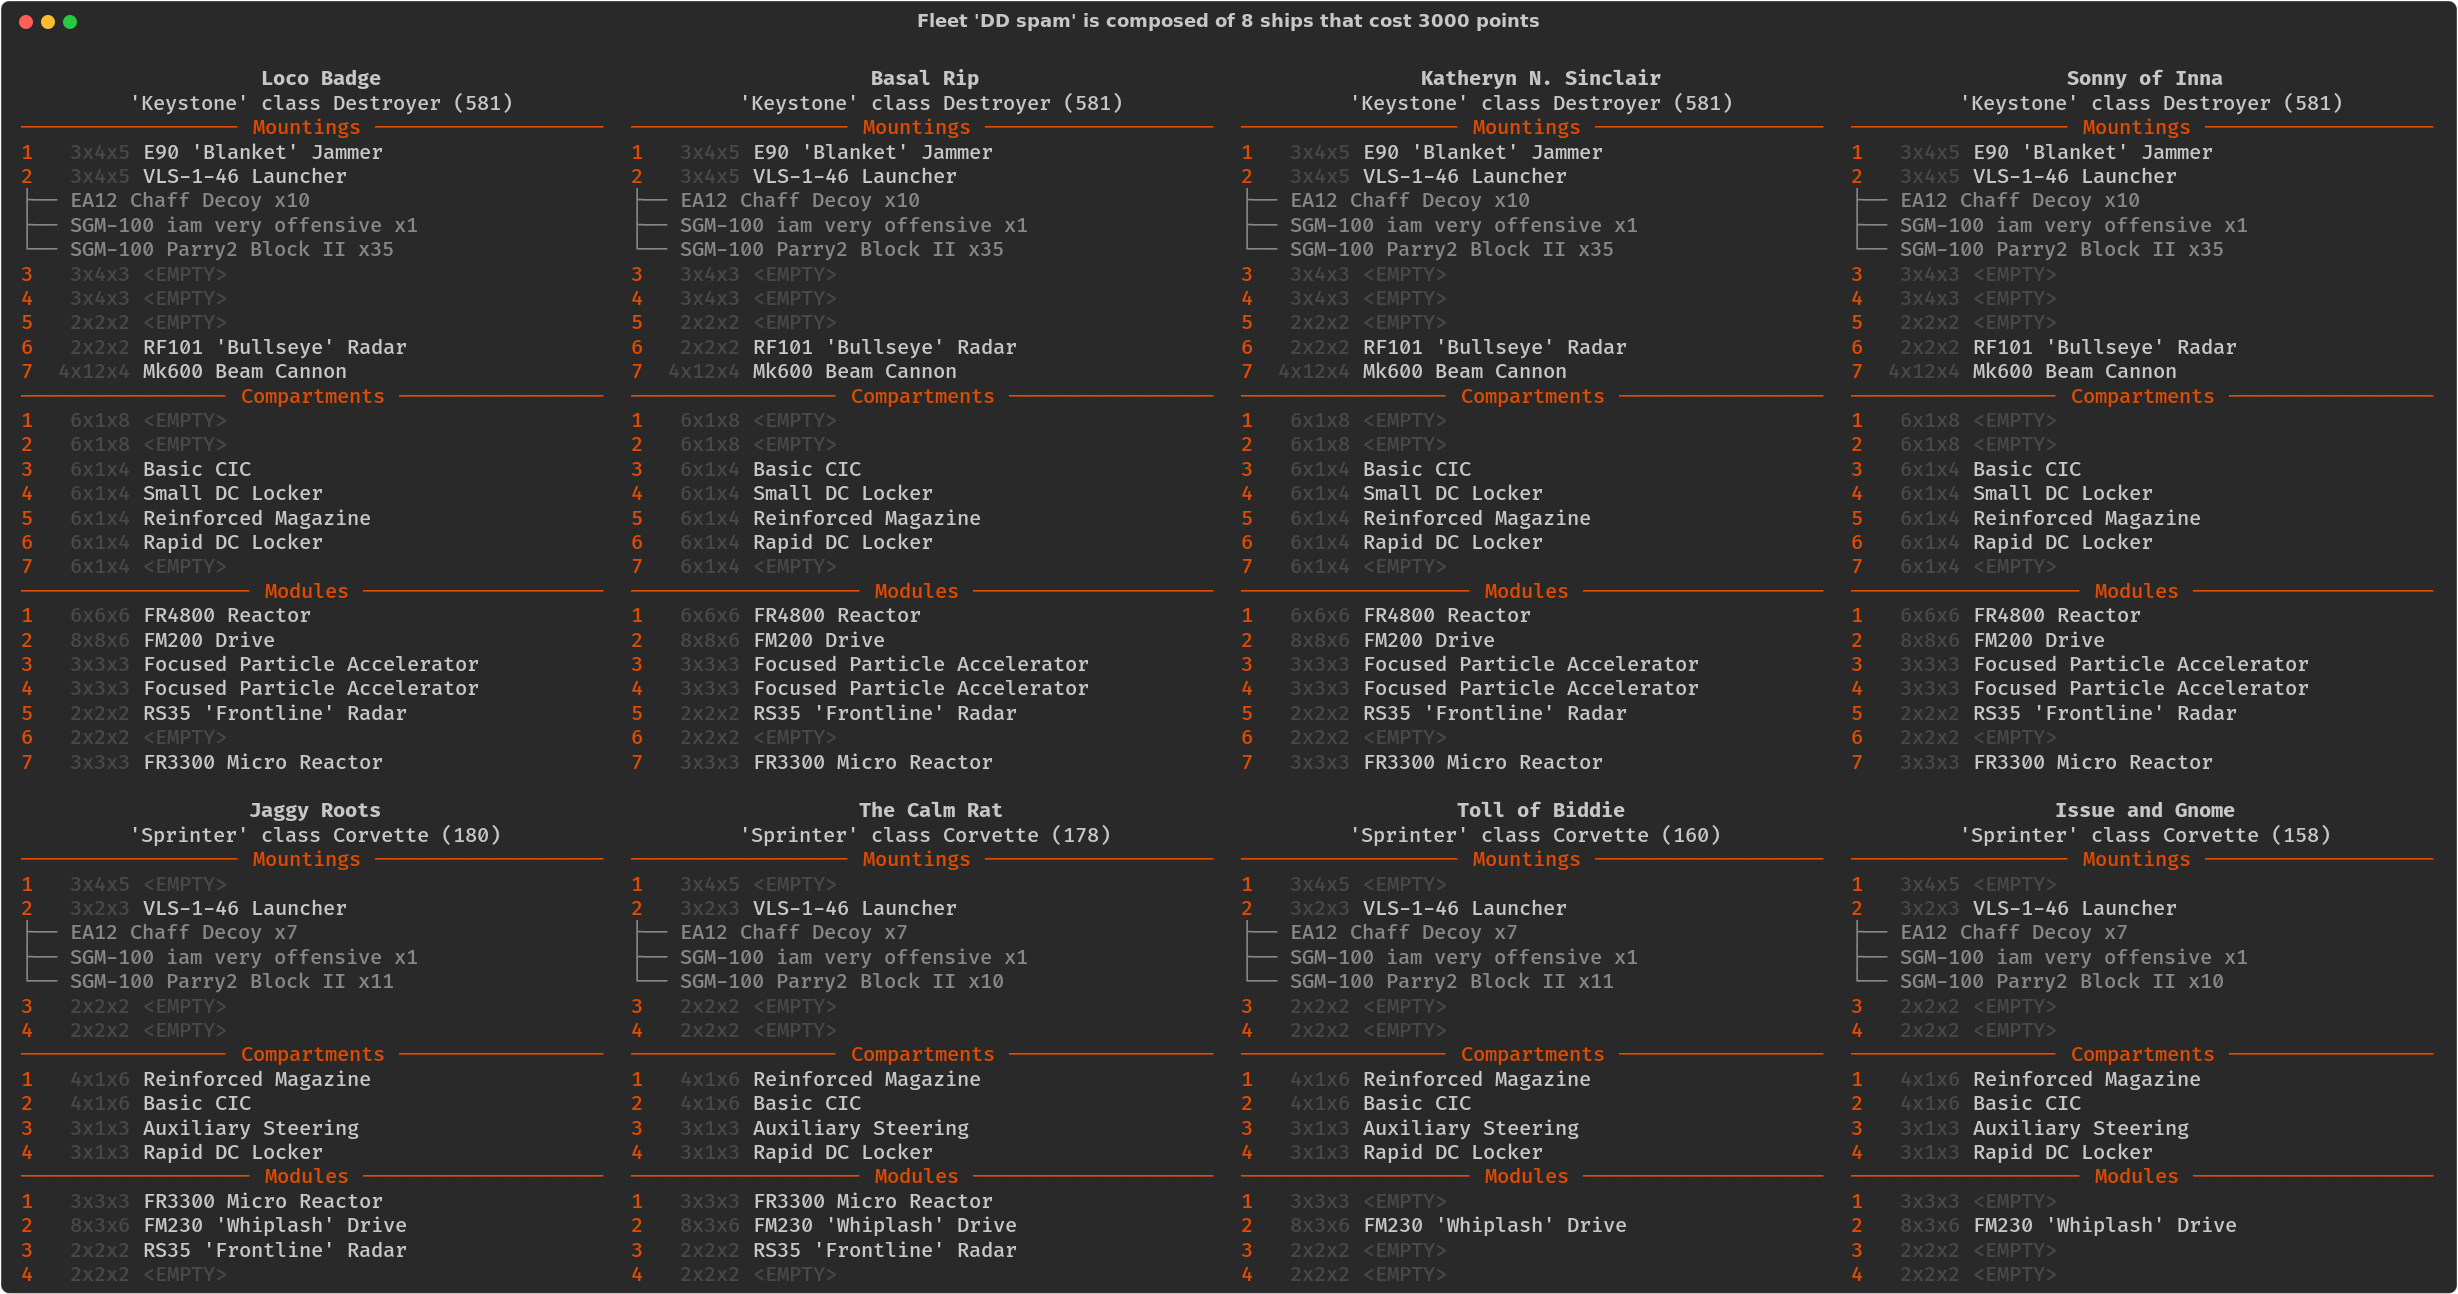 Fleet 'DD spam' is composed of 8 ships that cost 3000 points
Loco Badge
'Keystone' class Destroyer (581)
Mountings
1 3x4x5 E90 'Blanket' Jammer
2 3x4x5 VLS-1-46 Launcher
EA12 Chaff Decoy x10
SGM-100 iam very offensive x1
SGM-100 Parry2 Block II x35
3 3x4x3 <EMPTY>
4 3x4x3 <EMPTY>
5 2x2x2 <EMPTY>
6 2x2x2 RF101 'Bullseye' Radar
7 4x12x4 Mk600 Beam Cannon
Compartments
1 6x1x8 <EMPTY>
2 6x1x8 <EMPTY>
3 6x1x4 Basic CIC
4 6x1x4 Small DC Locker
5 6x1x4 Reinforced Magazine
6 6x1x4 Rapid DC Locker
7 6x1x4 <EMPTY>
Modules
1 6x6x6 FR4800 Reactor
2 8x8x6 FM200 Drive
3 3x3x3 Focused Particle Accelerator
4 3x3x3 Focused Particle Accelerator
5 2x2x2 RS35 'Frontline' Radar
6 2x2x2 <EMPTY>
7 3x3x3 FR3300 Micro Reactor
Basal Rip
'Keystone' class Destroyer (581)
Mountings
1 3x4x5 E90 'Blanket' Jammer
2 3x4x5 VLS-1-46 Launcher
EA12 Chaff Decoy x10
SGM-100 iam very offensive x1
SGM-100 Parry2 Block II x35
3 3x4x3 <EMPTY>
4 3x4x3 <EMPTY>
5 2x2x2 <EMPTY>
6 2x2x2 RF101 'Bullseye' Radar
7 4x12x4 Mk600 Beam Cannon
Compartments
1 6x1x8 <EMPTY>
2 6x1x8 <EMPTY>
3 6x1x4 Basic CIC
4 6x1x4 Small DC Locker
5 6x1x4 Reinforced Magazine
6 6x1x4 Rapid DC Locker
7 6x1x4 <EMPTY>
Modules
1 6x6x6 FR4800 Reactor
2 8x8x6 FM200 Drive
3 3x3x3 Focused Particle Accelerator
4 3x3x3 Focused Particle Accelerator
5 2x2x2 RS35 'Frontline' Radar
6 2x2x2 <EMPTY>
7 3x3x3 FR3300 Micro Reactor
Katheryn N. Sinclair
'Keystone' class Destroyer (581)
Mountings
1 3x4x5 E90 'Blanket' Jammer
2 3x4x5 VLS-1-46 Launcher
EA12 Chaff Decoy x10
SGM-100 iam very offensive x1
SGM-100 Parry2 Block II x35
3 3x4x3 <EMPTY>
4 3x4x3 <EMPTY>
5 2x2x2 <EMPTY>
6 2x2x2 RF101 'Bullseye' Radar
7 4x12x4 Mk600 Beam Cannon
Compartments
1 6x1x8 <EMPTY>
2 6x1x8 <EMPTY>
3 6x1x4 Basic CIC
4 6x1x4 Small DC Locker
5 6x1x4 Reinforced Magazine
6 6x1x4 Rapid DC Locker
7 6x1x4 <EMPTY>
Modules
1 6x6x6 FR4800 Reactor
2 8x8x6 FM200 Drive
3 3x3x3 Focused Particle Accelerator
4 3x3x3 Focused Particle Accelerator
5 2x2x2 RS35 'Frontline' Radar
6 2x2x2 <EMPTY>
7 3x3x3 FR3300 Micro Reactor
Sonny of Inna
'Keystone' class Destroyer (581)
Mountings
1 3x4x5 E90 'Blanket' Jammer
2 3x4x5 VLS-1-46 Launcher
EA12 Chaff Decoy x10
SGM-100 iam very offensive x1
SGM-100 Parry2 Block II x35
3 3x4x3 <EMPTY>
4 3x4x3 <EMPTY>
5 2x2x2 <EMPTY>
6 2x2x2 RF101 'Bullseye' Radar
7 4x12x4 Mk600 Beam Cannon
Compartments
1 6x1x8 <EMPTY>
2 6x1x8 <EMPTY>
3 6x1x4 Basic CIC
4 6x1x4 Small DC Locker
5 6x1x4 Reinforced Magazine
6 6x1x4 Rapid DC Locker
7 6x1x4 <EMPTY>
Modules
1 6x6x6 FR4800 Reactor
2 8x8x6 FM200 Drive
3 3x3x3 Focused Particle Accelerator
4 3x3x3 Focused Particle Accelerator
5 2x2x2 RS35 'Frontline' Radar
6 2x2x2 <EMPTY>
7 3x3x3 FR3300 Micro Reactor
Jaggy Roots
'Sprinter' class Corvette (180)
Mountings
1 3x4x5 <EMPTY>
2 3x2x3 VLS-1-46 Launcher
EA12 Chaff Decoy x7
SGM-100 iam very offensive x1
SGM-100 Parry2 Block II x11
3 2x2x2 <EMPTY>
4 2x2x2 <EMPTY>
Compartments
1 4x1x6 Reinforced Magazine
2 4x1x6 Basic CIC
3 3x1x3 Auxiliary Steering
4 3x1x3 Rapid DC Locker
Modules
1 3x3x3 FR3300 Micro Reactor
2 8x3x6 FM230 'Whiplash' Drive
3 2x2x2 RS35 'Frontline' Radar
4 2x2x2 <EMPTY>
The Calm Rat
'Sprinter' class Corvette (178)
Mountings
1 3x4x5 <EMPTY>
2 3x2x3 VLS-1-46 Launcher
EA12 Chaff Decoy x7
SGM-100 iam very offensive x1
SGM-100 Parry2 Block II x10
3 2x2x2 <EMPTY>
4 2x2x2 <EMPTY>
Compartments
1 4x1x6 Reinforced Magazine
2 4x1x6 Basic CIC
3 3x1x3 Auxiliary Steering
4 3x1x3 Rapid DC Locker
Modules
1 3x3x3 FR3300 Micro Reactor
2 8x3x6 FM230 'Whiplash' Drive
3 2x2x2 RS35 'Frontline' Radar
4 2x2x2 <EMPTY>
Toll of Biddie
'Sprinter' class Corvette (160)
Mountings
1 3x4x5 <EMPTY>
2 3x2x3 VLS-1-46 Launcher
EA12 Chaff Decoy x7
SGM-100 iam very offensive x1
SGM-100 Parry2 Block II x11
3 2x2x2 <EMPTY>
4 2x2x2 <EMPTY>
Compartments
1 4x1x6 Reinforced Magazine
2 4x1x6 Basic CIC
3 3x1x3 Auxiliary Steering
4 3x1x3 Rapid DC Locker
Modules
1 3x3x3 <EMPTY>
2 8x3x6 FM230 'Whiplash' Drive
3 2x2x2 <EMPTY>
4 2x2x2 <EMPTY>
Issue and Gnome
'Sprinter' class Corvette (158)
Mountings
1 3x4x5 <EMPTY>
2 3x2x3 VLS-1-46 Launcher
EA12 Chaff Decoy x7
SGM-100 iam very offensive x1
SGM-100 Parry2 Block II x10
3 2x2x2 <EMPTY>
4 2x2x2 <EMPTY>
Compartments
1 4x1x6 Reinforced Magazine
2 4x1x6 Basic CIC
3 3x1x3 Auxiliary Steering
4 3x1x3 Rapid DC Locker
Modules
1 3x3x3 <EMPTY>
2 8x3x6 FM230 'Whiplash' Drive
3 2x2x2 <EMPTY>
4 2x2x2 <EMPTY>